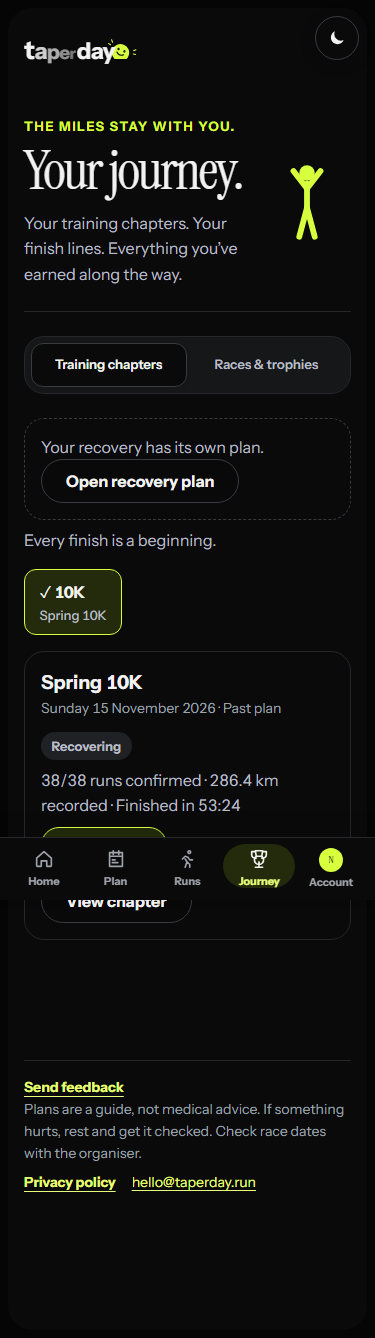 taperday
THE MILES STAY WITH YOU.
Your journey.
Your training chapters. Your
finish lines. Everything you've
earned along the way.
Training chapters
Races & trophies
Your recovery has its own plan.
Open recovery plan
Every finish is a beginning.
✓ 10K
Spring 10K
Spring 10K
Sunday 15 November 2026 · Past plan
Recovering
38/38 runs confirmed · 286.4 km
recorded · Finished in 53:24
Home
Plan
Runs
Journey
N
Account
View chapter
Send feedback
Plans are a guide, not medical advice. If something
hurts, rest and get it checked. Check race dates
with the organiser.
Privacy policy
hello@taperday.run